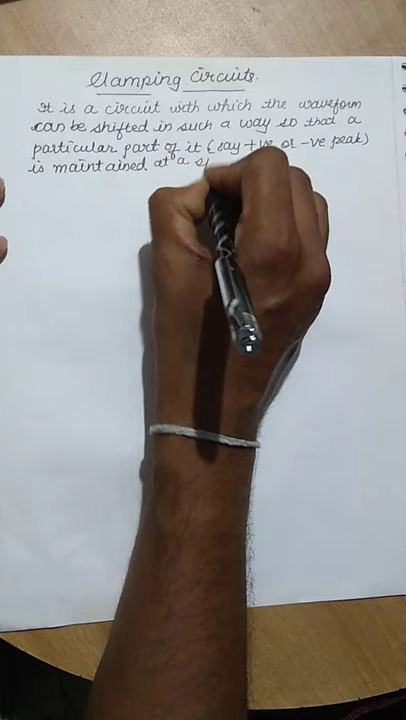 Clamping Circuits.
It is a circuit with which the waveform
can be shifted in such a way so that a
particular part of it (say +ve or -ve peak)
is maintained at a s